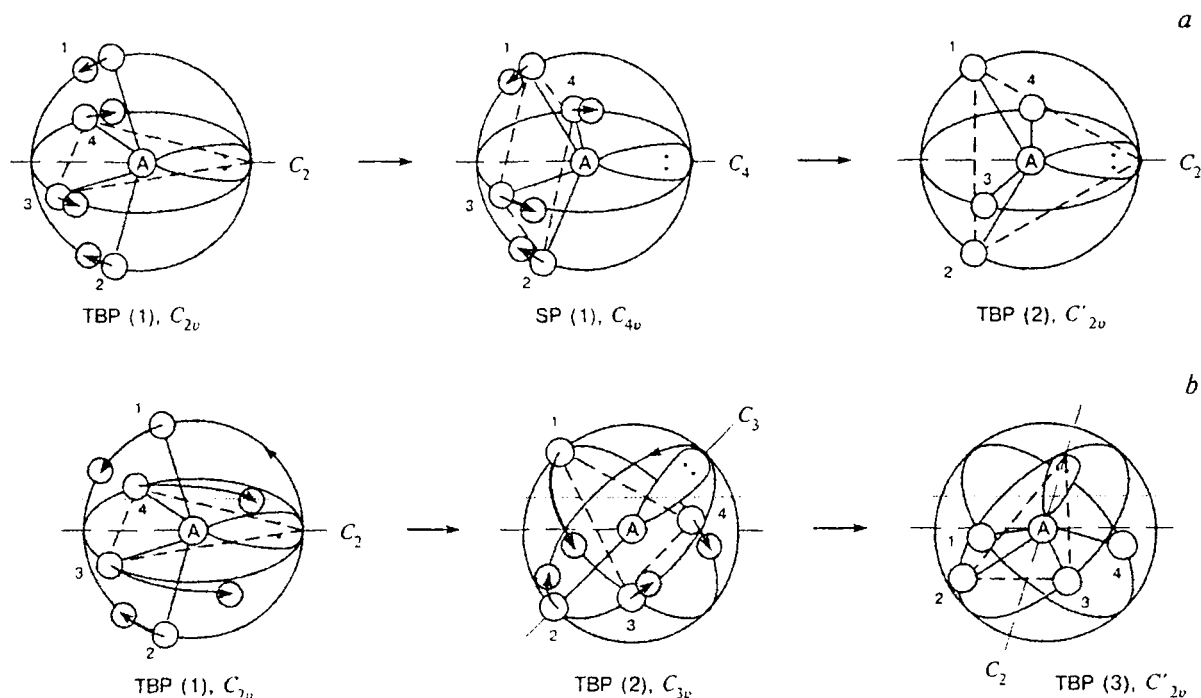 a
1 4 A 3 2 C₂
1 4 A 3 2 C₄
1 4 A 3 2 C₂
TBP (1), C₂ᵥ
SP (1), C₄ᵥ
TBP (2), C'₂ᵥ
b
1 4 A 3 2 C₂
1 C₃ 4 A 2 3
A 1 2 3 4 C₂
TBP (1), C₂ᵥ
TBP (2), C₃ᵥ
TBP (3), C'₂ᵥ